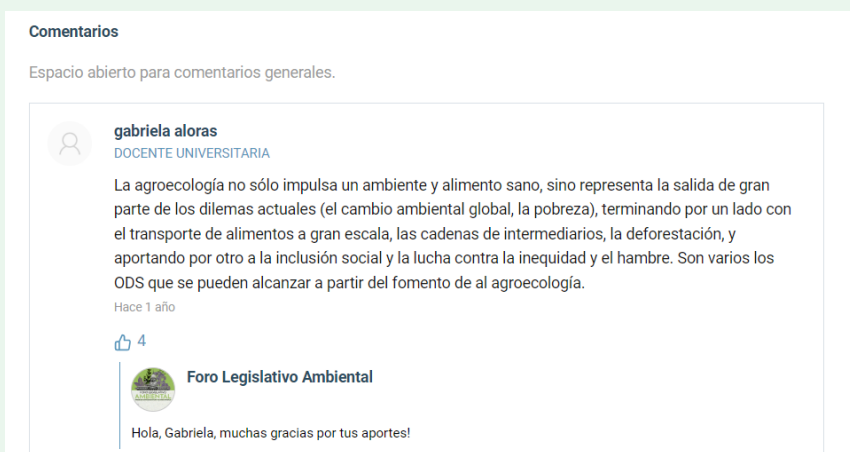 Comentarios
Espacio abierto para comentarios generales.
gabriela aloras
DOCENTE UNIVERSITARIA
La agroecología no sólo impulsa un ambiente y alimento sano, sino representa la salida de gran
parte de los dilemas actuales (el cambio ambiental global, la pobreza), terminando por un lado con
el transporte de alimentos a gran escala, las cadenas de intermediarios, la deforestación, y
aportando por otro a la inclusión social y la lucha contra la inequidad y el hambre. Son varios los
ODS que se pueden alcanzar a partir del fomento de al agroecología.
Hace 1 año
4
Foro Legislativo Ambiental
AMBIENTAL
Hola, Gabriela, muchas gracias por tus aportes!